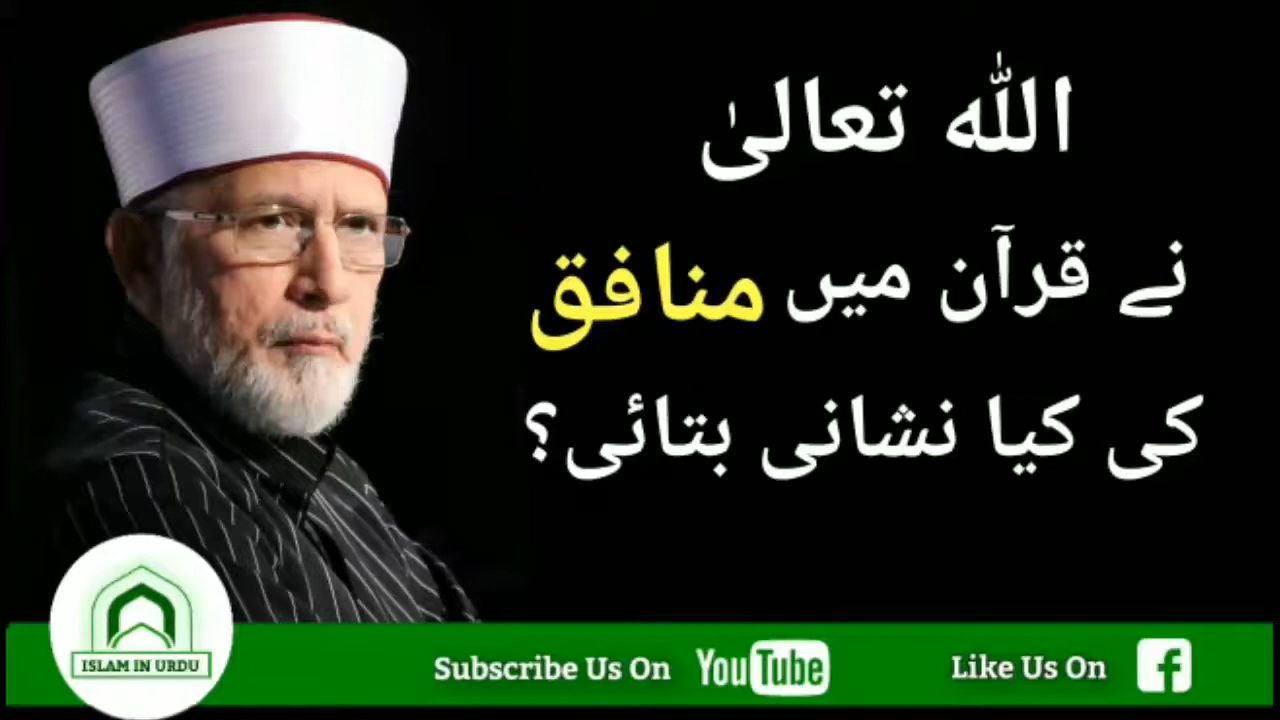 اللہ تعالیٰ
نے قرآن میں منافق
کی کیا نشانی بتائی؟
ISLAM IN URDU
Subscribe Us On YouTube
Like Us On f